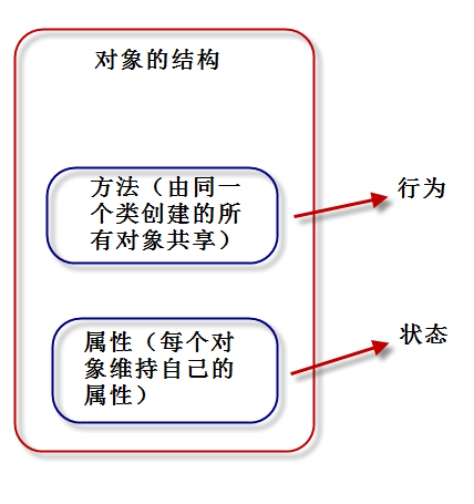 对象的结构
方法（由同一
个类创建的所
有对象共享）
行为
属性（每个对
象维持自己的
属性）
状态